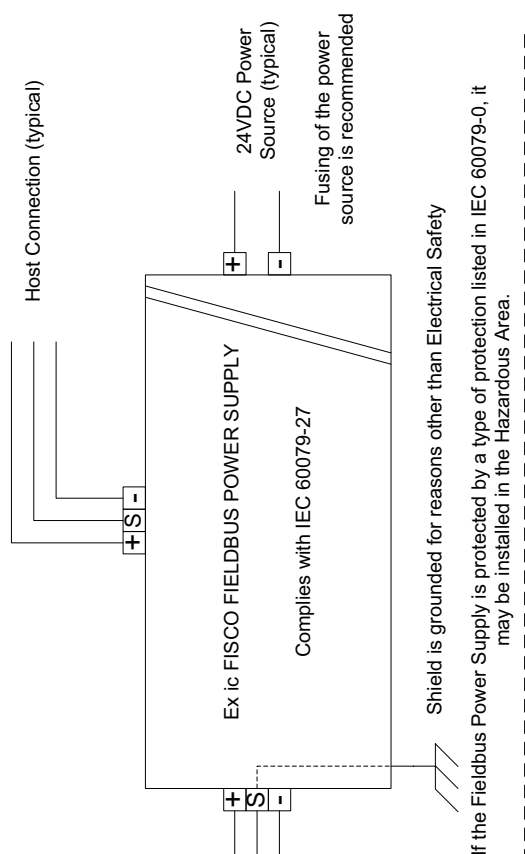 Host Connection (typical)
+ S -
24VDC Power
Source (typical)
+
-
Fusing of the power
source is recommended
Ex ic FISCO FIELDBUS POWER SUPPLY
Complies with IEC 60079-27
+
S
-
Shield is grounded for reasons other than Electrical Safety
If the Fieldbus Power Supply is protected by a type of protection listed in IEC 60079-0, it
may be installed in the Hazardous Area.